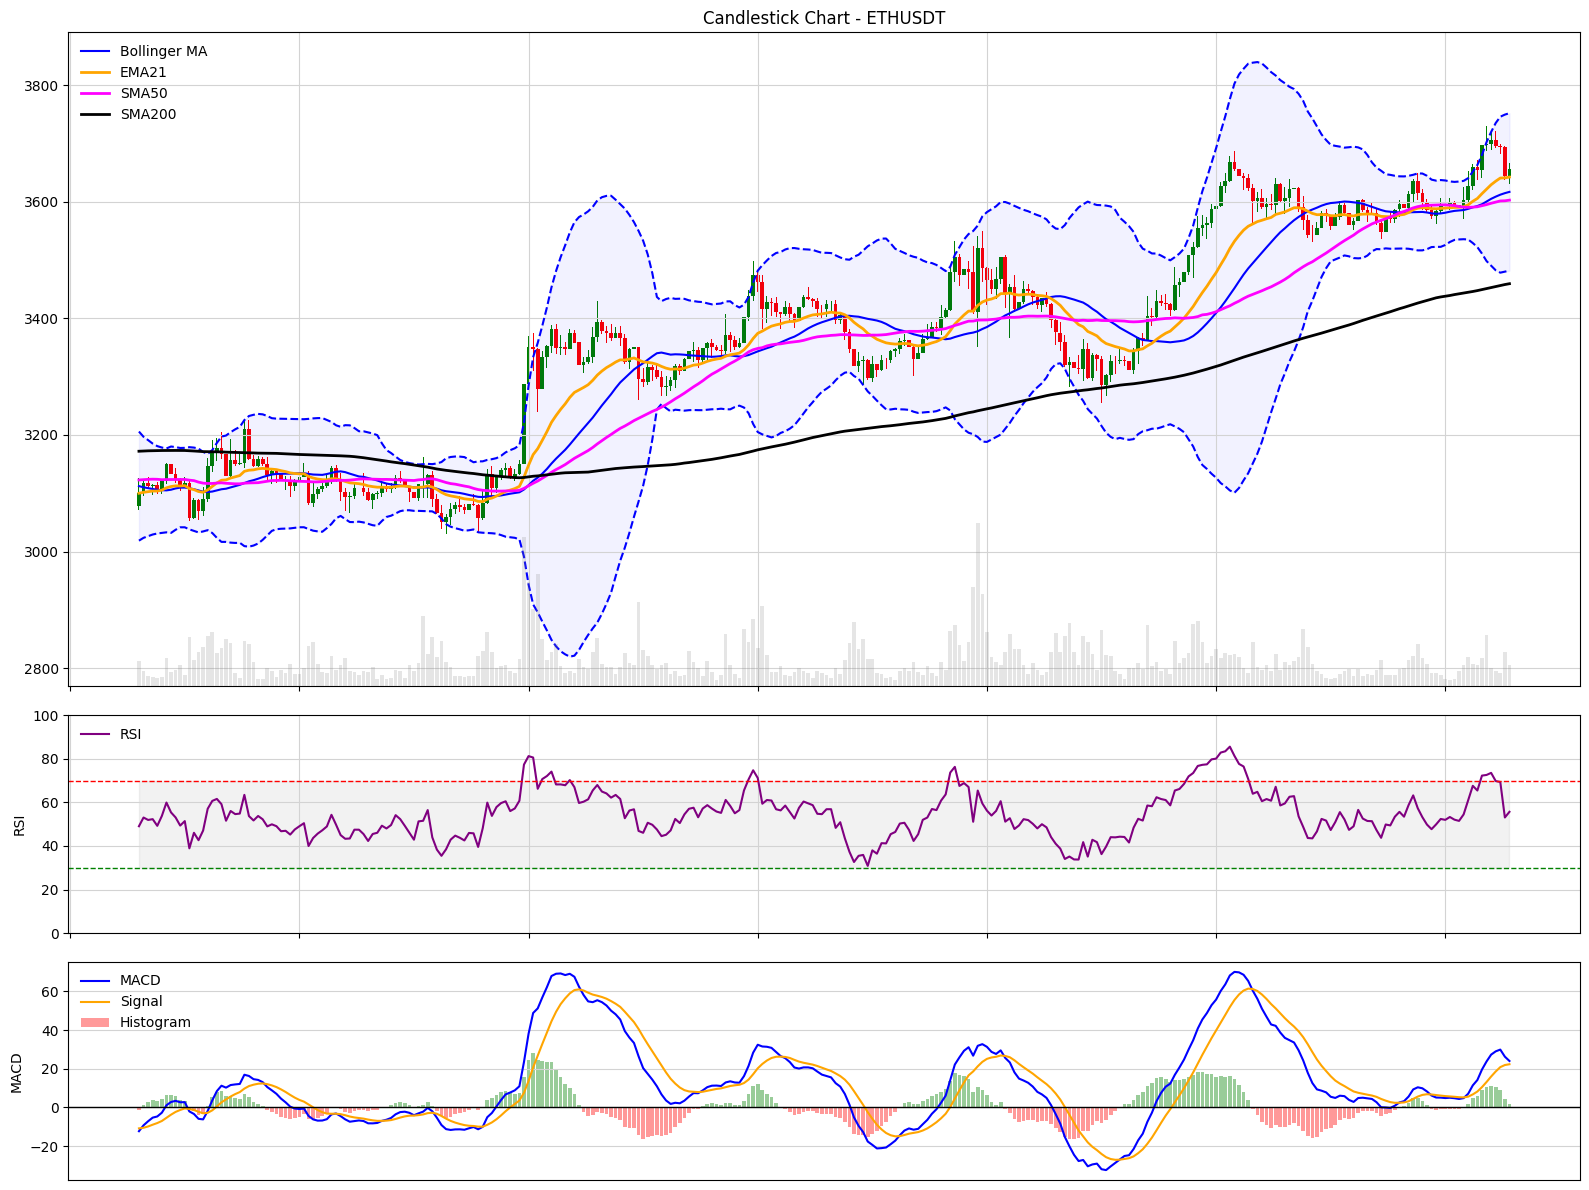 Candlestick Chart - ETHUSDT
Bollinger MA
EMA21
SMA50
SMA200
3800
3600
3400
3200
3000
2800
RSI
RSI
100
80
60
40
20
0
MACD
Signal
Histogram
MACD
60
40
20
0
−20